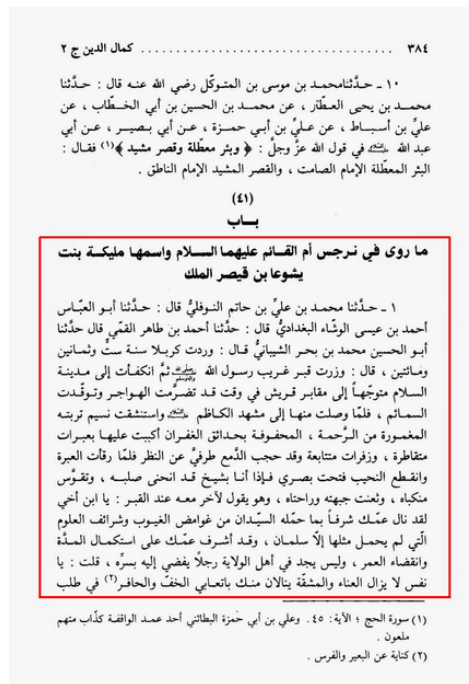 ٣٨٤ ........................................ كمال الدين ج ٢
١٠ ـ حدّثنا محمد بن موسى بن المتوكّل رضي الله عنه قال : حدّثنا
محمد بن يحيى العطّار ، عن محمد بن الحسين بن أبي الخطّاب ، عن
عليّ بن أسباط ، عن عليّ بن أبي حمزة ، عن أبي بصير ، عن أبي
عبد الله عليه السلام في قول الله عزّ وجلّ : ﴿ وبئر معطّلة وقصر مشيد ﴾(١) فقال :
البئر المعطّلة الإمام الصامت ، والقصر المشيد الإمام الناطق .
(٤١)
بـاب
ما روى في نرجس أم القائم عليهما السلام واسمها مليكة بنت
يشوعا بن قيصر الملك
١ ـ حدّثنا محمد بن عليّ بن حاتم النوفليُّ قال : حدّثنا أبو العبّاس
أحمد بن عيسى الوشّاء البغداديُّ قال : حدّثنا أحمد بن طاهر القمّي قال حدّثنا
أبو الحسين محمد بن بحر الشيبانيُّ قال : وردت كربلا سنة ستٍّ وثمانين
ومائتين ، قال : وزرت قبر غريب رسول الله صلى الله عليه وآله وسلم ثمَّ انكفأت إلى مدينة
السلام متوجّهاً إلى مقابر قريش في وقت قد تضرَّمت الهواجر وتوقّدت
السمائم ، فلمّا وصلت منها إلى مشهد الكاظم عليه السلام واستنشقت نسيم تربته
المغمورة من الرَّحمة ، المحفوفة بحدائق الغفران أكببت عليها بعبرات
متقاطرة ، وزفرات متتابعة وقد حجب الدَّمع طرفيَّ عن النظر فلمّا رقأت العبرة
وانقطع النحيب فتحت بصري فإذا أنا بشيخ قد انحنى صلبه ، وتقوَّس
منكباه ، وثفنت جبهته وراحتاه ، وهو يقول لآخر معه عند القبر : يا ابن أخي
لقد نال عمّك شرفاً بما حمّله السيّدان من غوامض الغيوب وشرائف العلوم
الّتي لم يحمل مثلها إلّا سلمان ، وقد أشرف عمّك على استكمال المدَّة
وانقضاء العمر ، وليس يجد في أهل الولاية رجلاً يفضي إليه بسرِّه ، قلت : يا
نفس لا يزال العناء والمشقّة ينالان منك باتعابي الخفَّ والحافر(٢) في طلب
(١) سورة الحج ؛ الآية : ٤٥ . وعلي بن أبي حمزة البطائني أحد عمد الواقفة كذّاب متهم
ملعون .
(٢) كناية عن البعير والفرس .